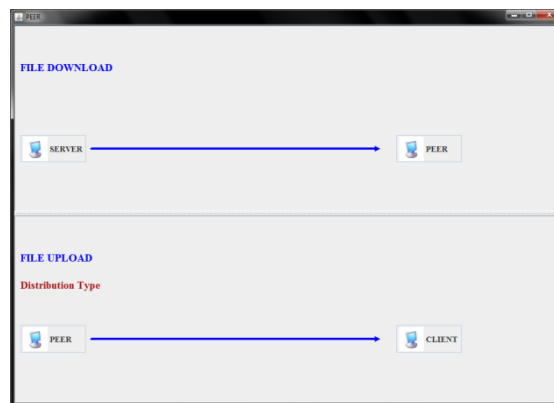 PEER
FILE DOWNLOAD
SERVER
PEER
FILE UPLOAD
Distribution Type
PEER
CLIENT